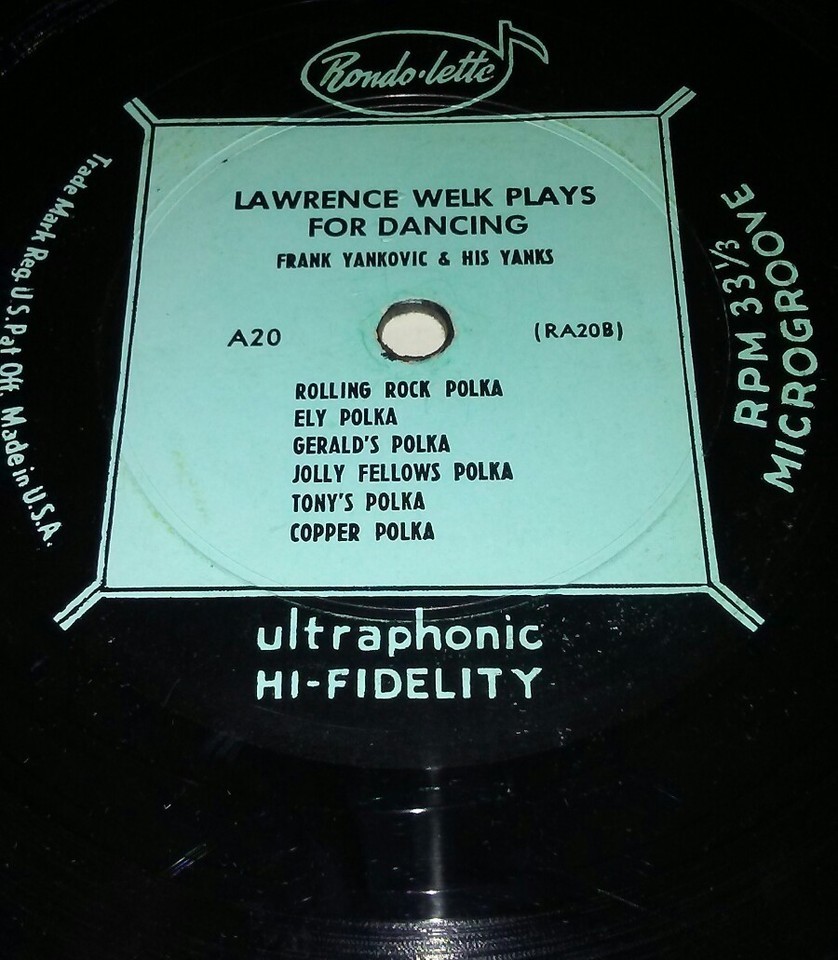 Rondo·lette
LAWRENCE WELK PLAYS
FOR DANCING
FRANK YANKOVIC & HIS YANKS
A20
(RA20B)
ROLLING ROCK POLKA
ELY POLKA
GERALD'S POLKA
JOLLY FELLOWS POLKA
TONY'S POLKA
COPPER POLKA
Trade Mark Reg. U.S. Pat Off. Made in U.S.A.
RPM 33⅓
MICROGROOVE
ultraphonic
HI-FIDELITY